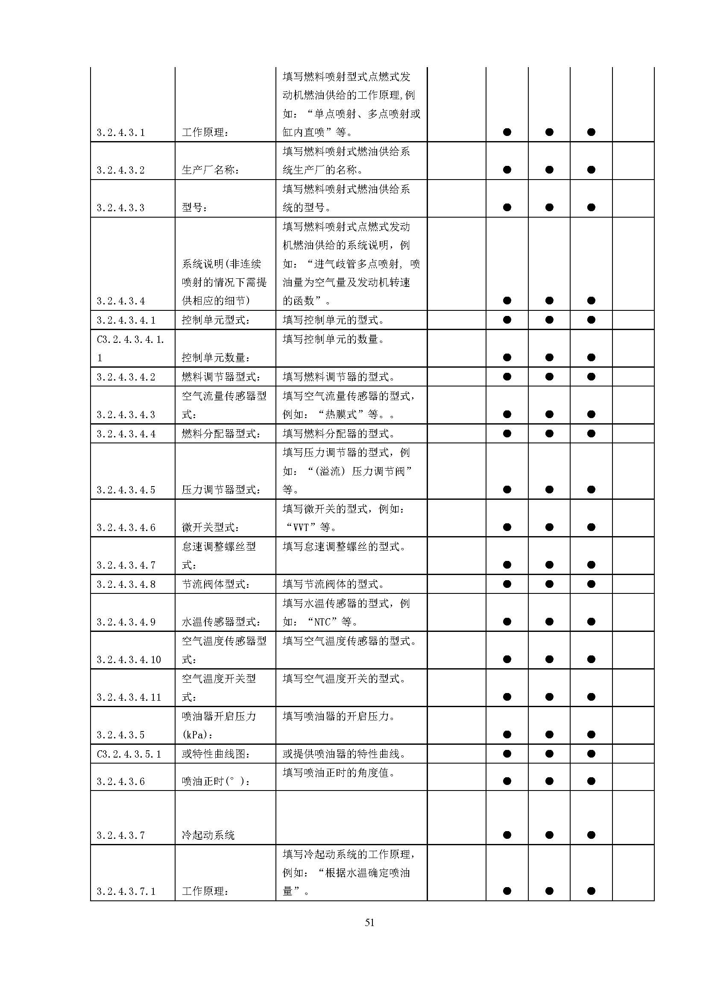 填写燃料喷射型式点燃式发
动机燃油供给的工作原理,例
如：“单点喷射、多点喷射或
3.2.4.3.1 工作原理： 缸内直喷”等。 ● ● ●
填写燃料喷射式燃油供给系
3.2.4.3.2 生产厂名称： 统生产厂的名称。 ● ● ●
填写燃料喷射式燃油供给系
3.2.4.3.3 型号： 统的型号。 ● ● ●
填写燃料喷射式点燃式发动
机燃油供给的系统说明，例
系统说明(非连续 如：“进气歧管多点喷射, 喷
喷射的情况下需提 油量为空气量及发动机转速
3.2.4.3.4 供相应的细节) 的函数”。 ● ● ●
3.2.4.3.4.1 控制单元型式： 填写控制单元的型式。 ● ● ●
C3.2.4.3.4.1. 填写控制单元的数量。
1 控制单元数量： ● ● ●
3.2.4.3.4.2 燃料调节器型式： 填写燃料调节器的型式。 ● ● ●
空气流量传感器型 填写空气流量传感器的型式，
3.2.4.3.4.3 式： 例如：“热膜式”等。。 ● ● ●
3.2.4.3.4.4 燃料分配器型式： 填写燃料分配器的型式。 ● ● ●
填写压力调节器的型式，例
如：“(溢流) 压力调节阀”
3.2.4.3.4.5 压力调节器型式： 等。 ● ● ●
填写微开关的型式，例如：
3.2.4.3.4.6 微开关型式： “VVT”等。 ● ● ●
怠速调整螺丝型 填写怠速调整螺丝的型式。
3.2.4.3.4.7 式： ● ● ●
3.2.4.3.4.8 节流阀体型式： 填写节流阀体的型式。 ● ● ●
填写水温传感器的型式，例
3.2.4.3.4.9 水温传感器型式： 如：“NTC”等。 ● ● ●
空气温度传感器型 填写空气温度传感器的型式。
3.2.4.3.4.10 式： ● ● ●
空气温度开关型 填写空气温度开关的型式。
3.2.4.3.4.11 式： ● ● ●
喷油器开启压力 填写喷油器的开启压力。
3.2.4.3.5 (kPa)： ● ● ●
C3.2.4.3.5.1 或特性曲线图： 或提供喷油器的特性曲线。 ● ● ●
填写喷油正时的角度值。
3.2.4.3.6 喷油正时(°)： ● ● ●
3.2.4.3.7 冷起动系统 ● ● ●
填写冷起动系统的工作原理，
例如：“根据水温确定喷油
3.2.4.3.7.1 工作原理： 量”。 ● ● ●
51